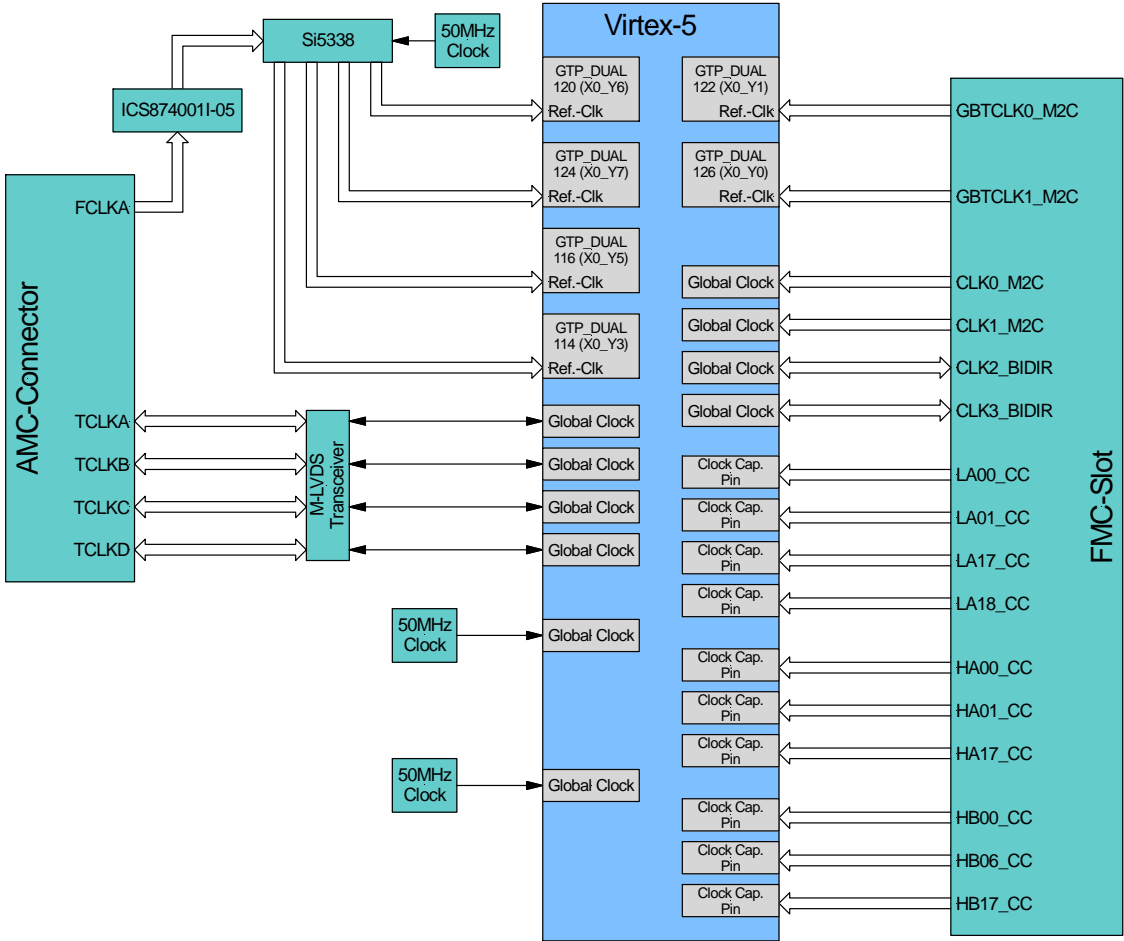 Virtex-5
Si5338
50MHz
Clock
ICS874001I-05
AMC-Connector
FCLKA
TCLKA
TCLKB
TCLKC
TCLKD
M-LVDS
Transceiver
50MHz
Clock
50MHz
Clock
GTP_DUAL
120 (X0_Y6)
Ref.-Clk
GTP_DUAL
124 (X0_Y7)
Ref.-Clk
GTP_DUAL
116 (X0_Y5)
Ref.-Clk
GTP_DUAL
114 (X0_Y3)
Ref.-Clk
Global Clock
Global Clock
Global Clock
Global Clock
Global Clock
Global Clock
GTP_DUAL
122 (X0_Y1)
Ref.-Clk
GTP_DUAL
126 (X0_Y0)
Ref.-Clk
Global Clock
Global Clock
Global Clock
Global Clock
Clock Cap.
Pin
Clock Cap.
Pin
Clock Cap.
Pin
Clock Cap.
Pin
Clock Cap.
Pin
Clock Cap.
Pin
Clock Cap.
Pin
Clock Cap.
Pin
Clock Cap.
Pin
Clock Cap.
Pin
GBTCLK0_M2C
GBTCLK1_M2C
CLK0_M2C
CLK1_M2C
CLK2_BIDIR
CLK3_BIDIR
LA00_CC
LA01_CC
LA17_CC
LA18_CC
HA00_CC
HA01_CC
HA17_CC
HB00_CC
HB06_CC
HB17_CC
FMC-Slot